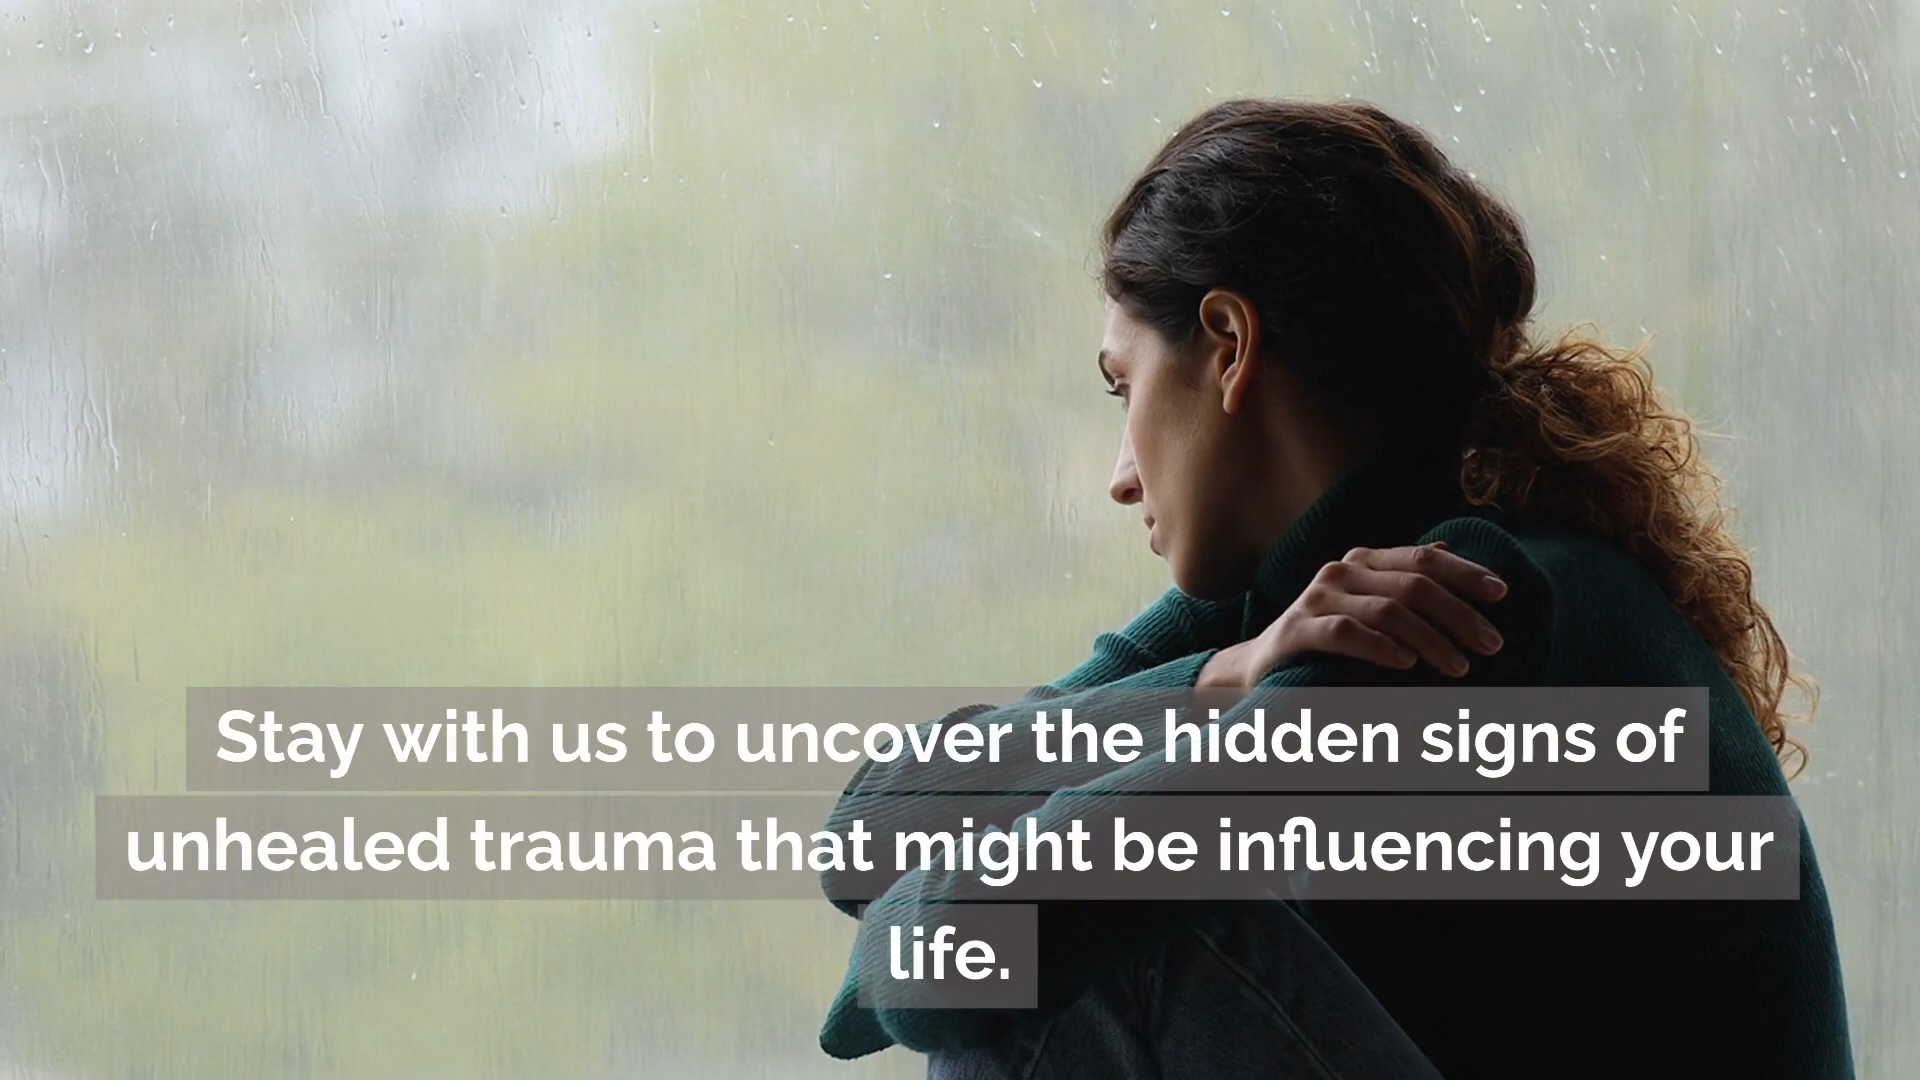 Stay with us to uncover the hidden signs of
unhealed trauma that might be influencing your
life.